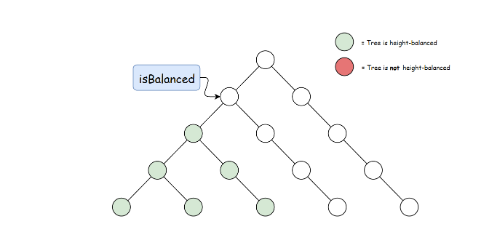 = Tree is height-balanced
isBalanced
= Tree is not height-balanced